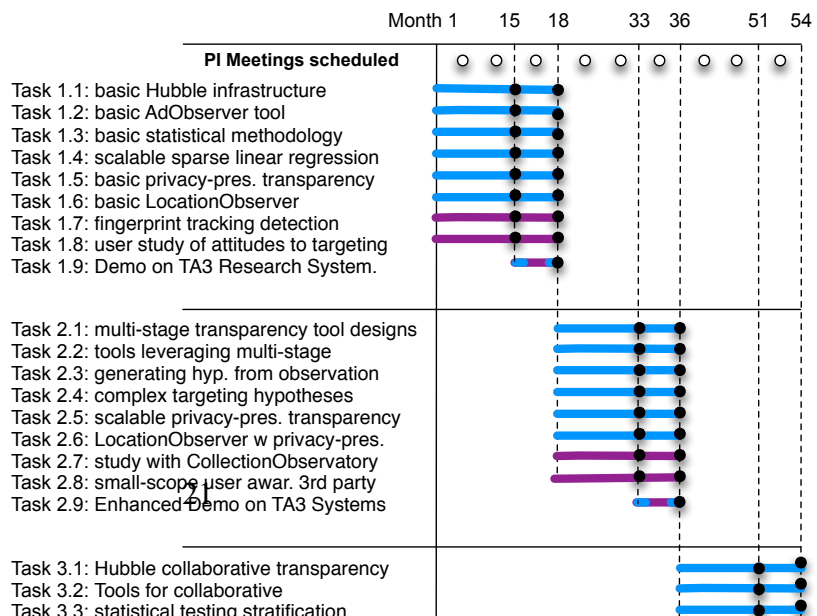 Month 1 15 18 33 36 51 54
PI Meetings scheduled
Task 1.1: basic Hubble infrastructure
Task 1.2: basic AdObserver tool
Task 1.3: basic statistical methodology
Task 1.4: scalable sparse linear regression
Task 1.5: basic privacy-pres. transparency
Task 1.6: basic LocationObserver
Task 1.7: fingerprint tracking detection
Task 1.8: user study of attitudes to targeting
Task 1.9: Demo on TA3 Research System.
Task 2.1: multi-stage transparency tool designs
Task 2.2: tools leveraging multi-stage
Task 2.3: generating hyp. from observation
Task 2.4: complex targeting hypotheses
Task 2.5: scalable privacy-pres. transparency
Task 2.6: LocationObserver w privacy-pres.
Task 2.7: study with CollectionObservatory
Task 2.8: small-scope user awar. 3rd party
21
Task 2.9: Enhanced Demo on TA3 Systems
Task 3.1: Hubble collaborative transparency
Task 3.2: Tools for collaborative
Task 3.3: statistical testing stratification